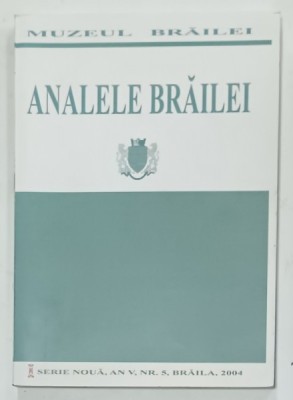 MUZEUL BRĂILEI
ANALELE BRĂILEI
SERIE NOUĂ, AN V, NR. 5, BRĂILA, 2004